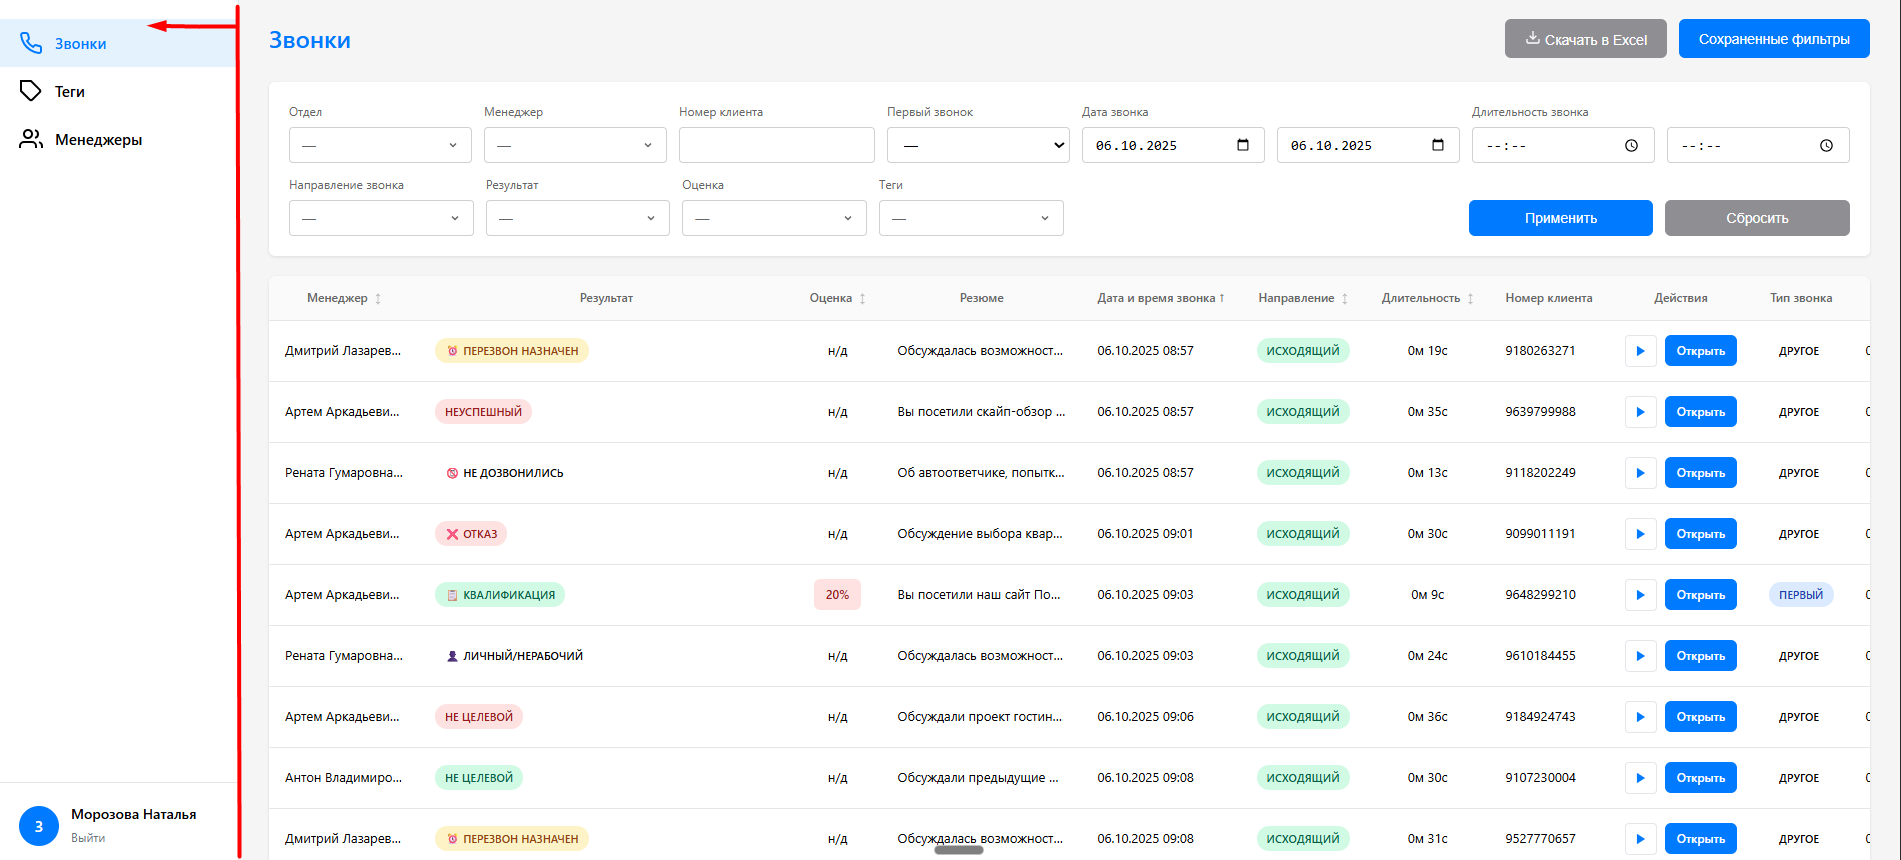 Звонки
Теги
Менеджеры
Морозова Наталья
З
Выйти
Звонки
Скачать в Excel
Сохраненные фильтры
Отдел Менеджер Номер клиента Первый звонок Дата звонка Длительность звонка
— — — 06.10.2025 06.10.2025 --:-- --:--
Направление звонка Результат Оценка Теги
— — — — Применить Сбросить
Менеджер Результат Оценка Резюме Дата и время звонка ↑ Направление Длительность Номер клиента Действия Тип звонка
Дмитрий Лазарев... ПЕРЕЗВОН НАЗНАЧЕН н/д Обсуждалась возможност... 06.10.2025 08:57 ИСХОДЯЩИЙ 0м 19с 9180263271 Открыть ДРУГОЕ
Артем Аркадьеви... НЕУСПЕШНЫЙ н/д Вы посетили скайп-обзор ... 06.10.2025 08:57 ИСХОДЯЩИЙ 0м 35с 9639799988 Открыть ДРУГОЕ
Рената Гумаровна... НЕ ДОЗВОНИЛИСЬ н/д Об автоответчике, попытк... 06.10.2025 08:57 ИСХОДЯЩИЙ 0м 13с 9118202249 Открыть ДРУГОЕ
Артем Аркадьеви... ОТКАЗ н/д Обсуждение выбора квар... 06.10.2025 09:01 ИСХОДЯЩИЙ 0м 30с 9099011191 Открыть ДРУГОЕ
Артем Аркадьеви... КВАЛИФИКАЦИЯ 20% Вы посетили наш сайт По... 06.10.2025 09:03 ИСХОДЯЩИЙ 0м 9с 9648299210 Открыть ПЕРВЫЙ
Рената Гумаровна... ЛИЧНЫЙ/НЕРАБОЧИЙ н/д Обсуждалась возможност... 06.10.2025 09:03 ИСХОДЯЩИЙ 0м 24с 9610184455 Открыть ДРУГОЕ
Артем Аркадьеви... НЕ ЦЕЛЕВОЙ н/д Обсуждали проект гостин... 06.10.2025 09:06 ИСХОДЯЩИЙ 0м 36с 9184924743 Открыть ДРУГОЕ
Антон Владимиро... НЕ ЦЕЛЕВОЙ н/д Обсуждали предыдущие ... 06.10.2025 09:08 ИСХОДЯЩИЙ 0м 30с 9107230004 Открыть ДРУГОЕ
Дмитрий Лазарев... ПЕРЕЗВОН НАЗНАЧЕН н/д Обсуждалась возможност... 06.10.2025 09:08 ИСХОДЯЩИЙ 0м 31с 9527770657 Открыть ДРУГОЕ